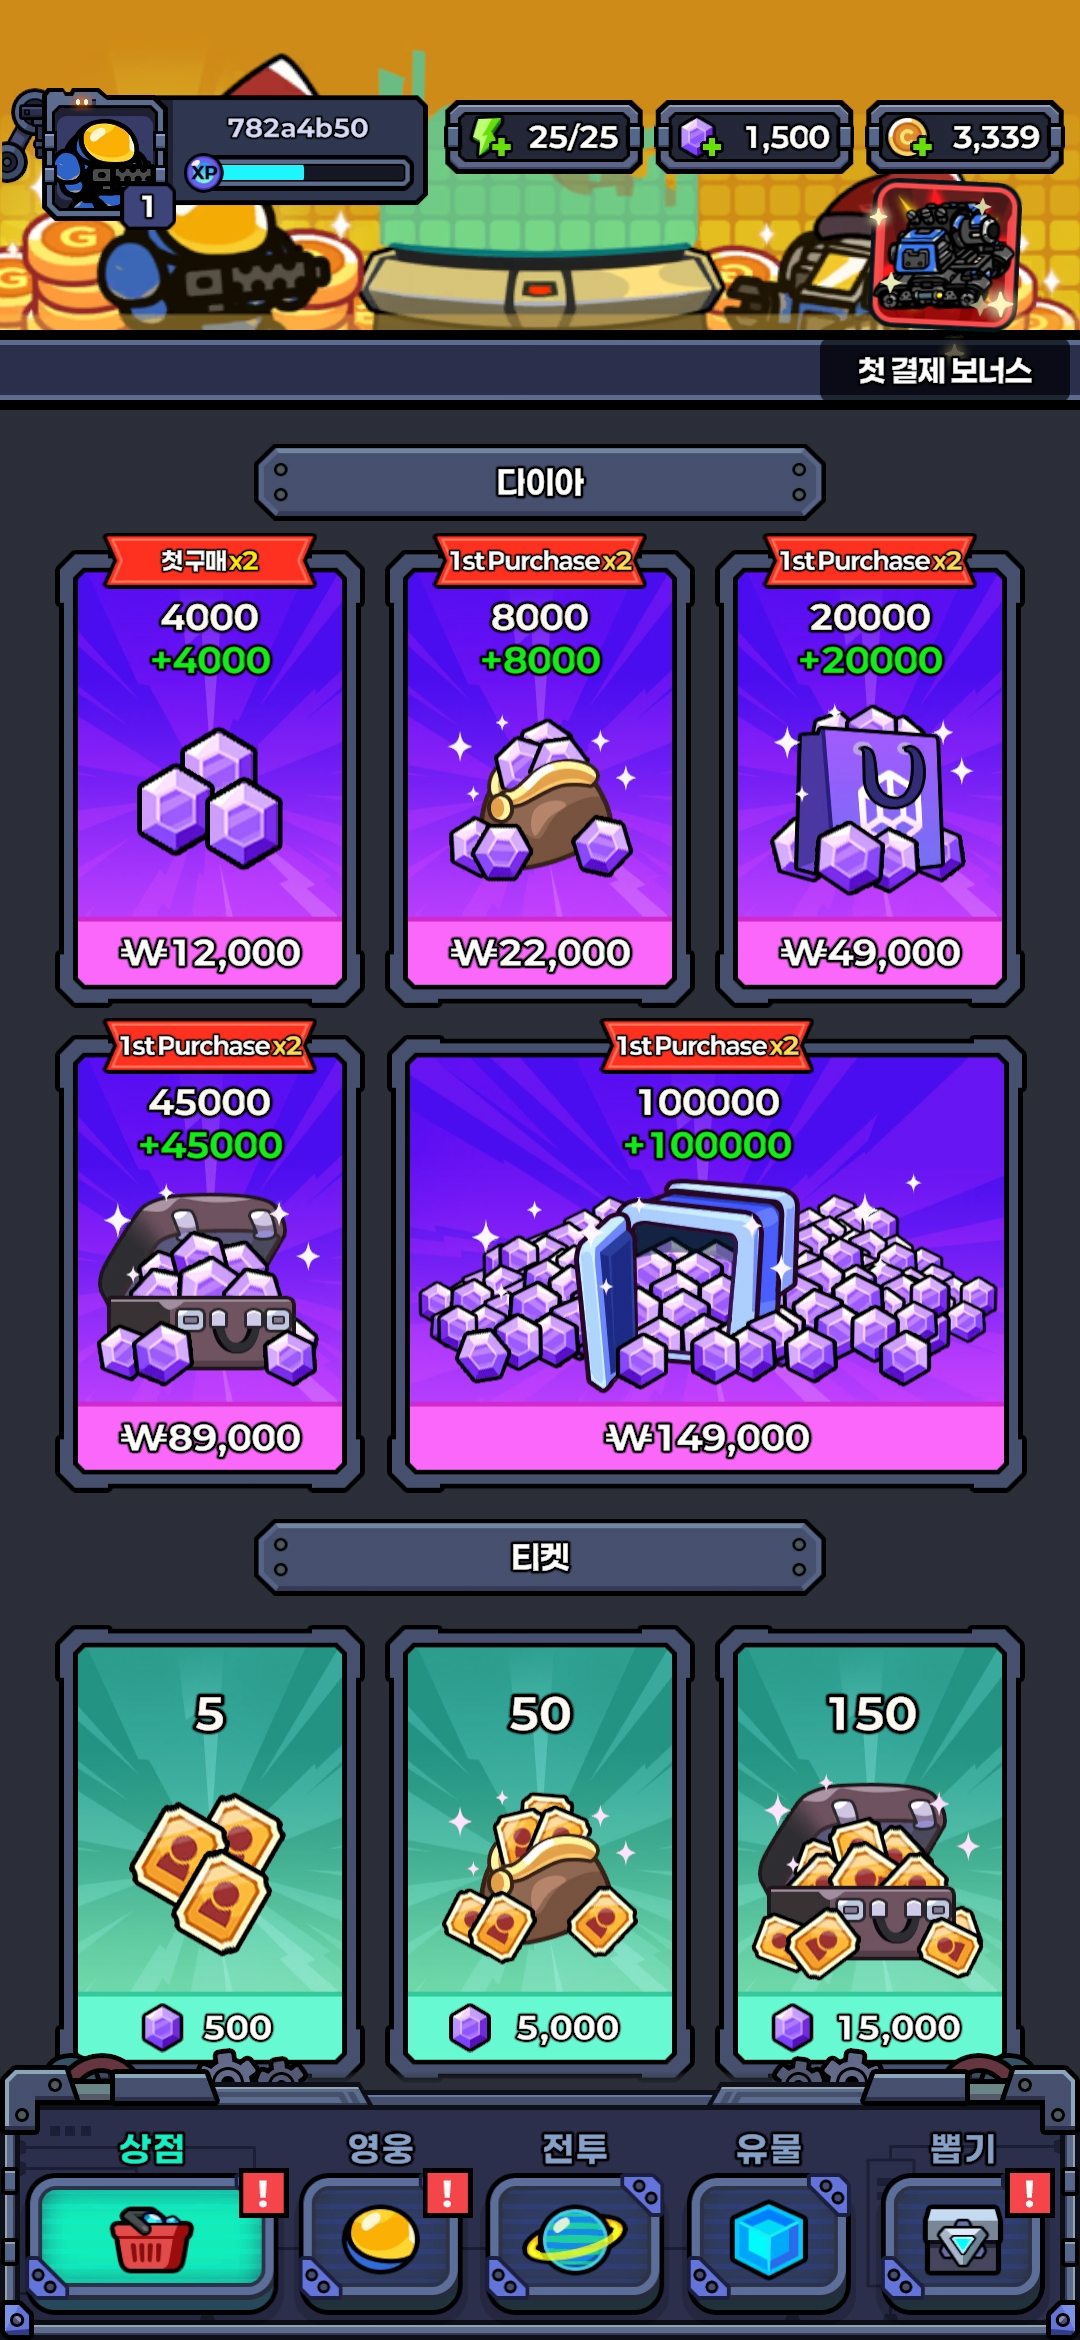 782a4b50
XP
1
25/25
1,500
3,339
첫 결제 보너스
다이아
첫 구매 x2
4000
+4000
₩12,000
1st Purchase x2
8000
+8000
₩22,000
1st Purchase x2
20000
+20000
₩49,000
1st Purchase x2
45000
+45000
₩89,000
1st Purchase x2
100000
+100000
₩149,000
티켓
5
500
50
5,000
150
15,000
상점
!
영웅
!
전투
유물
뽑기
!